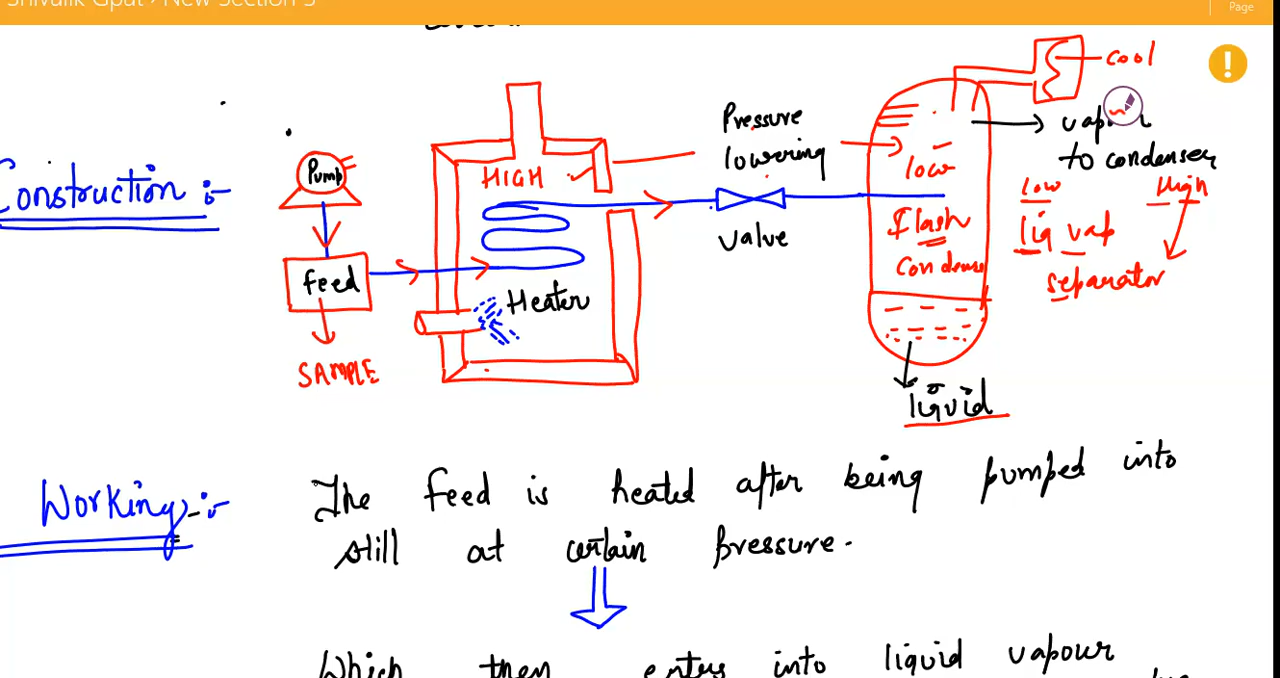 Shivalik Gpat > New Section 3
Page
!
cool
Pressure
lowering
vapour
to condenser
Construction :-
Pump
HIGH
low
low
High
Flash
liq vap
valve
Condense
separator
feed
Heater
SAMPLE
liquid
Working :-
The feed is heated after being pumped into
still at certain pressure.
Which then enters into liquid vapour